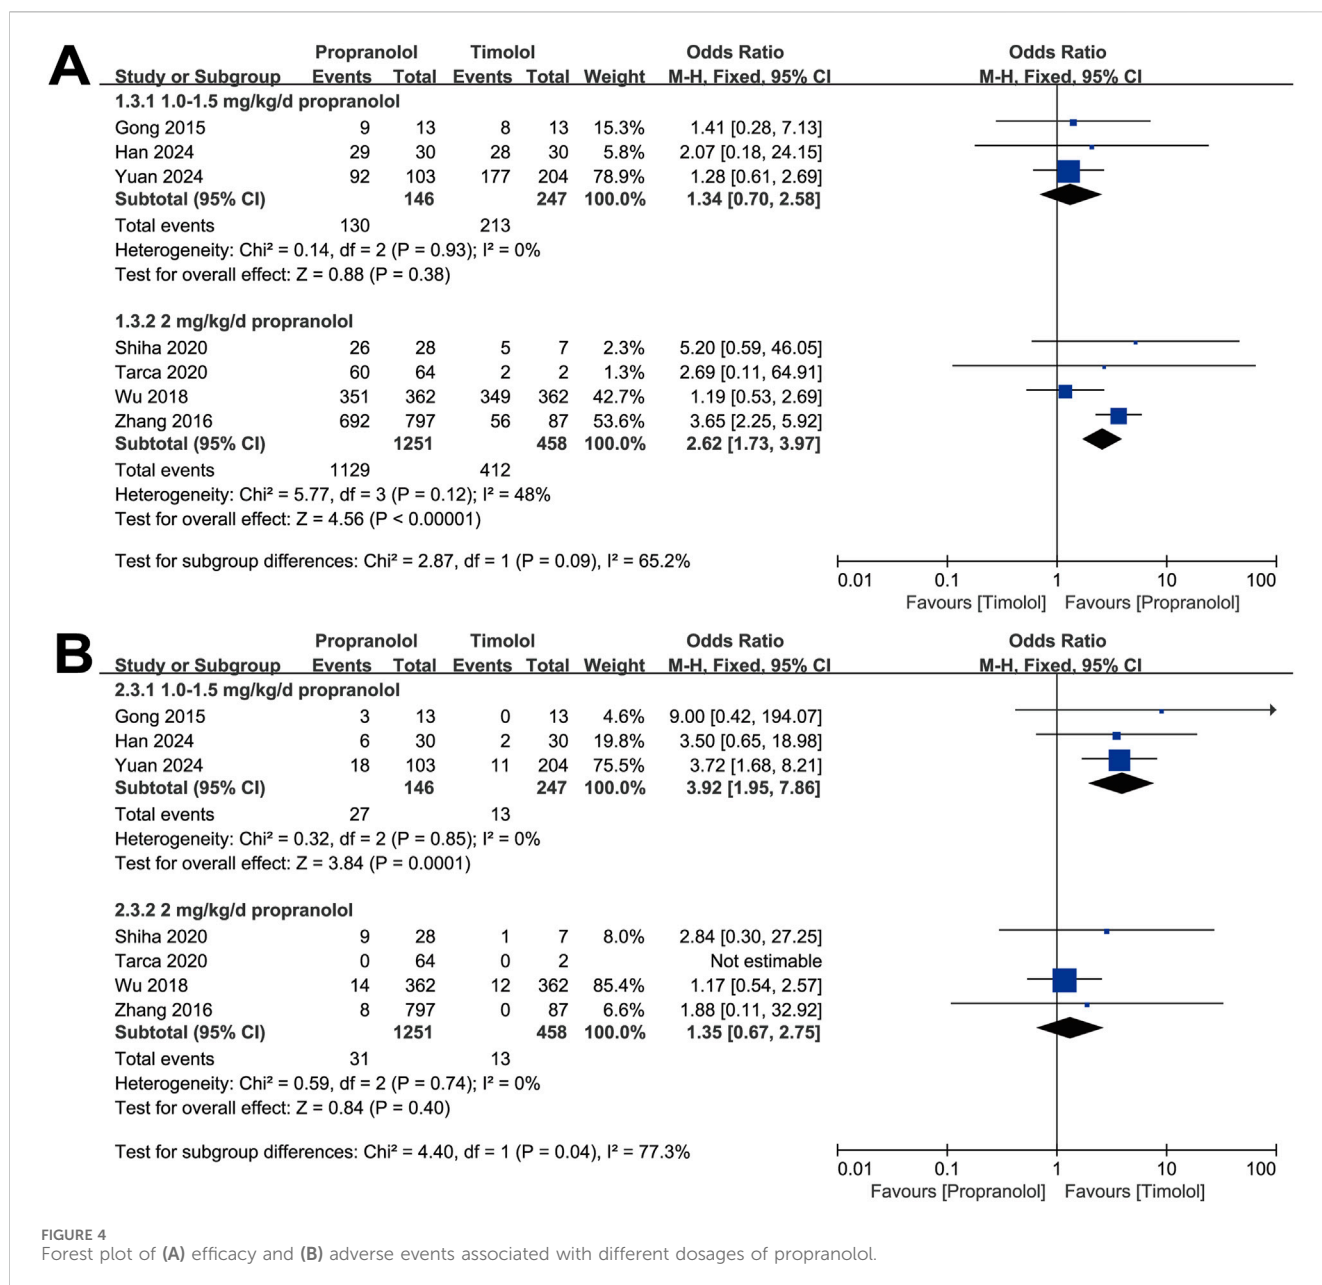 A
Propranolol Timolol Odds Ratio Odds Ratio
Study or Subgroup Events Total Events Total Weight M-H, Fixed, 95% CI M-H, Fixed, 95% CI
1.3.1 1.0-1.5 mg/kg/d propranolol
Gong 2015 9 13 8 13 15.3% 1.41 [0.28, 7.13]
Han 2024 29 30 28 30 5.8% 2.07 [0.18, 24.15]
Yuan 2024 92 103 177 204 78.9% 1.28 [0.61, 2.69]
Subtotal (95% CI) 146 247 100.0% 1.34 [0.70, 2.58]
Total events 130 213
Heterogeneity: Chi² = 0.14, df = 2 (P = 0.93); I² = 0%
Test for overall effect: Z = 0.88 (P = 0.38)
1.3.2 2 mg/kg/d propranolol
Shiha 2020 26 28 5 7 2.3% 5.20 [0.59, 46.05]
Tarca 2020 60 64 2 2 1.3% 2.69 [0.11, 64.91]
Wu 2018 351 362 349 362 42.7% 1.19 [0.53, 2.69]
Zhang 2016 692 797 56 87 53.6% 3.65 [2.25, 5.92]
Subtotal (95% CI) 1251 458 100.0% 2.62 [1.73, 3.97]
Total events 1129 412
Heterogeneity: Chi² = 5.77, df = 3 (P = 0.12); I² = 48%
Test for overall effect: Z = 4.56 (P < 0.00001)
Test for subgroup differences: Chi² = 2.87, df = 1 (P = 0.09), I² = 65.2%
0.01 0.1 1 10 100
Favours [Timolol] Favours [Propranolol]
B
Propranolol Timolol Odds Ratio Odds Ratio
Study or Subgroup Events Total Events Total Weight M-H, Fixed, 95% CI M-H, Fixed, 95% CI
2.3.1 1.0-1.5 mg/kg/d propranolol
Gong 2015 3 13 0 13 4.6% 9.00 [0.42, 194.07]
Han 2024 6 30 2 30 19.8% 3.50 [0.65, 18.98]
Yuan 2024 18 103 11 204 75.5% 3.72 [1.68, 8.21]
Subtotal (95% CI) 146 247 100.0% 3.92 [1.95, 7.86]
Total events 27 13
Heterogeneity: Chi² = 0.32, df = 2 (P = 0.85); I² = 0%
Test for overall effect: Z = 3.84 (P = 0.0001)
2.3.2 2 mg/kg/d propranolol
Shiha 2020 9 28 1 7 8.0% 2.84 [0.30, 27.25]
Tarca 2020 0 64 0 2 Not estimable
Wu 2018 14 362 12 362 85.4% 1.17 [0.54, 2.57]
Zhang 2016 8 797 0 87 6.6% 1.88 [0.11, 32.92]
Subtotal (95% CI) 1251 458 100.0% 1.35 [0.67, 2.75]
Total events 31 13
Heterogeneity: Chi² = 0.59, df = 2 (P = 0.74); I² = 0%
Test for overall effect: Z = 0.84 (P = 0.40)
Test for subgroup differences: Chi² = 4.40, df = 1 (P = 0.04), I² = 77.3%
0.01 0.1 1 10 100
Favours [Propranolol] Favours [Timolol]
FIGURE 4
Forest plot of (A) efficacy and (B) adverse events associated with different dosages of propranolol.